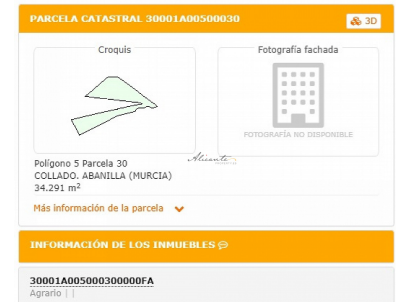 PARCELA CATASTRAL 30001A00500030
3D
Croquis
Fotografía fachada
FOTOGRAFÍA NO DISPONIBLE
Alicante
Polígono 5 Parcela 30
COLLADO. ABANILLA (MURCIA)
34.291 m²
Más información de la parcela
INFORMACIÓN DE LOS INMUEBLES
30001A005000300000FA
Agrario | |